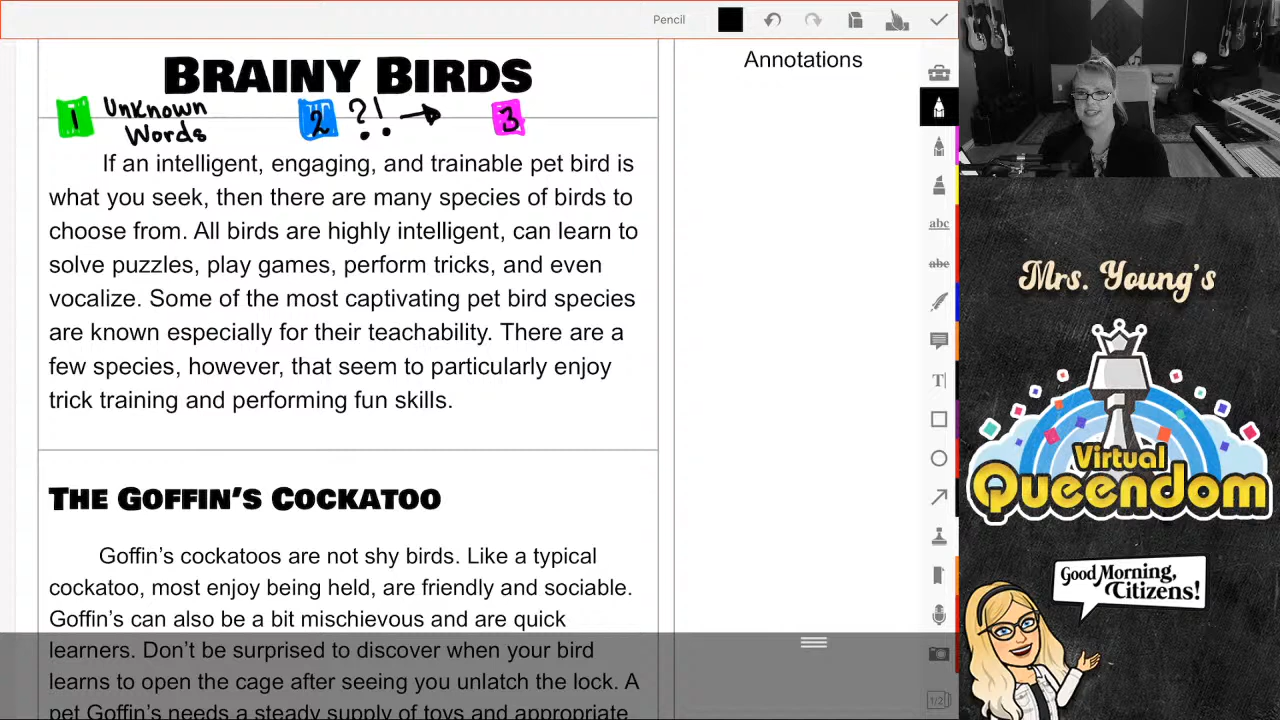 Pencil
BRAINY BIRDS
Annotations
1 Unknown Words
2 ?! →
3
If an intelligent, engaging, and trainable pet bird is
what you seek, then there are many species of birds to
choose from. All birds are highly intelligent, can learn to
solve puzzles, play games, perform tricks, and even
vocalize. Some of the most captivating pet bird species
are known especially for their teachability. There are a
few species, however, that seem to particularly enjoy
trick training and performing fun skills.
THE GOFFIN'S COCKATOO
Goffin's cockatoos are not shy birds. Like a typical
cockatoo, most enjoy being held, are friendly and sociable.
Goffin's can also be a bit mischievous and are quick
learners. Don't be surprised to discover when your bird
learns to open the cage after seeing you unlatch the lock. A
pet Goffin's needs a steady supply of toys and appropriate
abc
abc
T
1/2
Mrs. Young's
Virtual
Queendom
Good Morning,
Citizens!